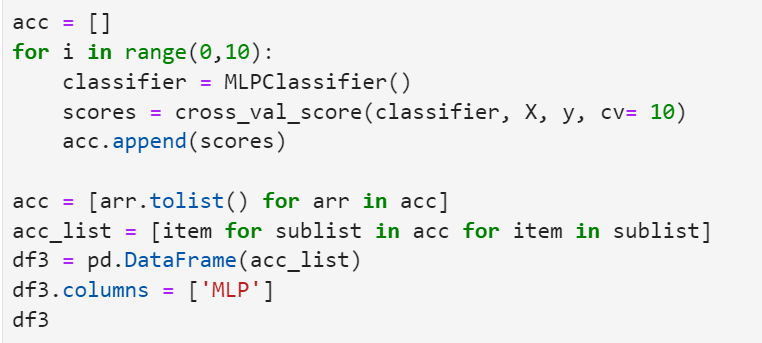 acc = []
for i in range(0,10):
    classifier = MLPClassifier()
    scores = cross_val_score(classifier, X, y, cv= 10)
    acc.append(scores)

acc = [arr.tolist() for arr in acc]
acc_list = [item for sublist in acc for item in sublist]
df3 = pd.DataFrame(acc_list)
df3.columns = ['MLP']
df3